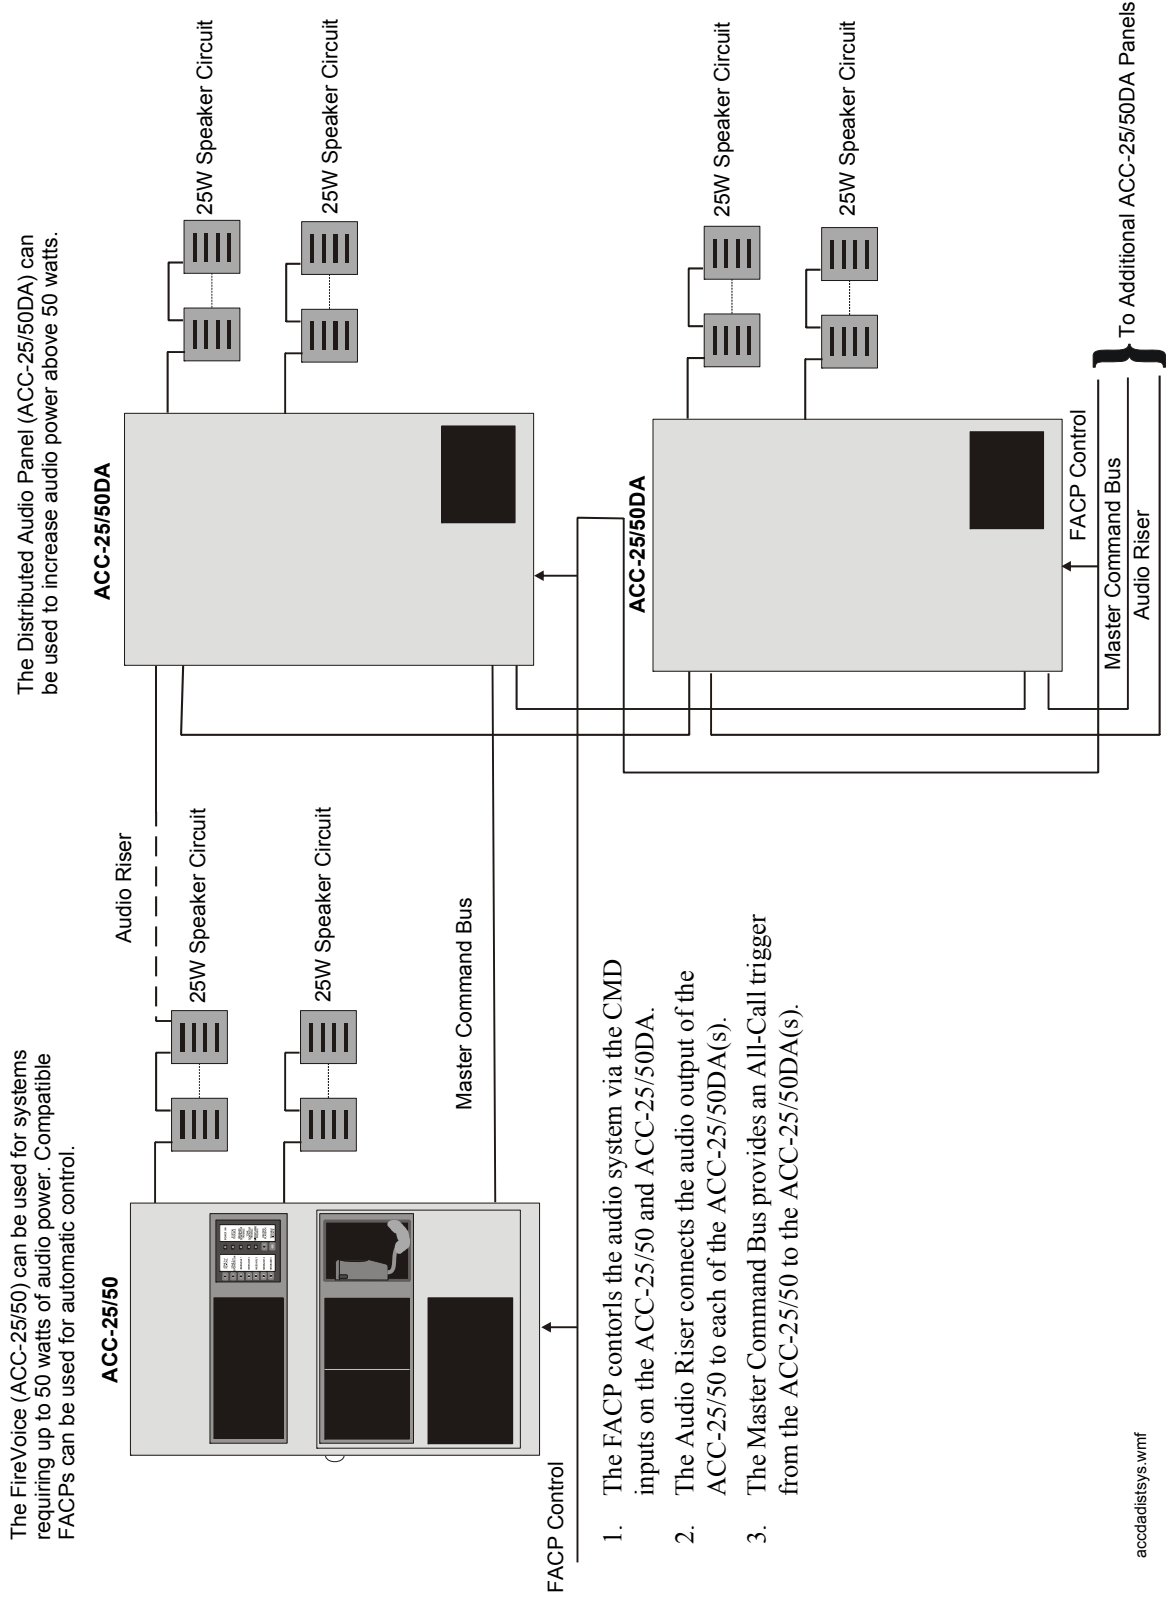 The FireVoice (ACC-25/50) can be used for systems
requiring up to 50 watts of audio power. Compatible
FACPs can be used for automatic control.
The Distributed Audio Panel (ACC-25/50DA) can
be used to increase audio power above 50 watts.
ACC-25/50
ACC-25/50DA
Audio Riser
25W Speaker Circuit
25W Speaker Circuit
25W Speaker Circuit
25W Speaker Circuit
Master Command Bus
FACP Control
ACC-25/50DA
25W Speaker Circuit
25W Speaker Circuit
FACP Control
Master Command Bus
Audio Riser
To Additional ACC-25/50DA Panels
1. The FACP contorls the audio system via the CMD
inputs on the ACC-25/50 and ACC-25/50DA.
2. The Audio Riser connects the audio output of the
ACC-25/50 to each of the ACC-25/50DA(s).
3. The Master Command Bus provides an All-Call trigger
from the ACC-25/50 to the ACC-25/50DA(s).
accdadistsys.wmf